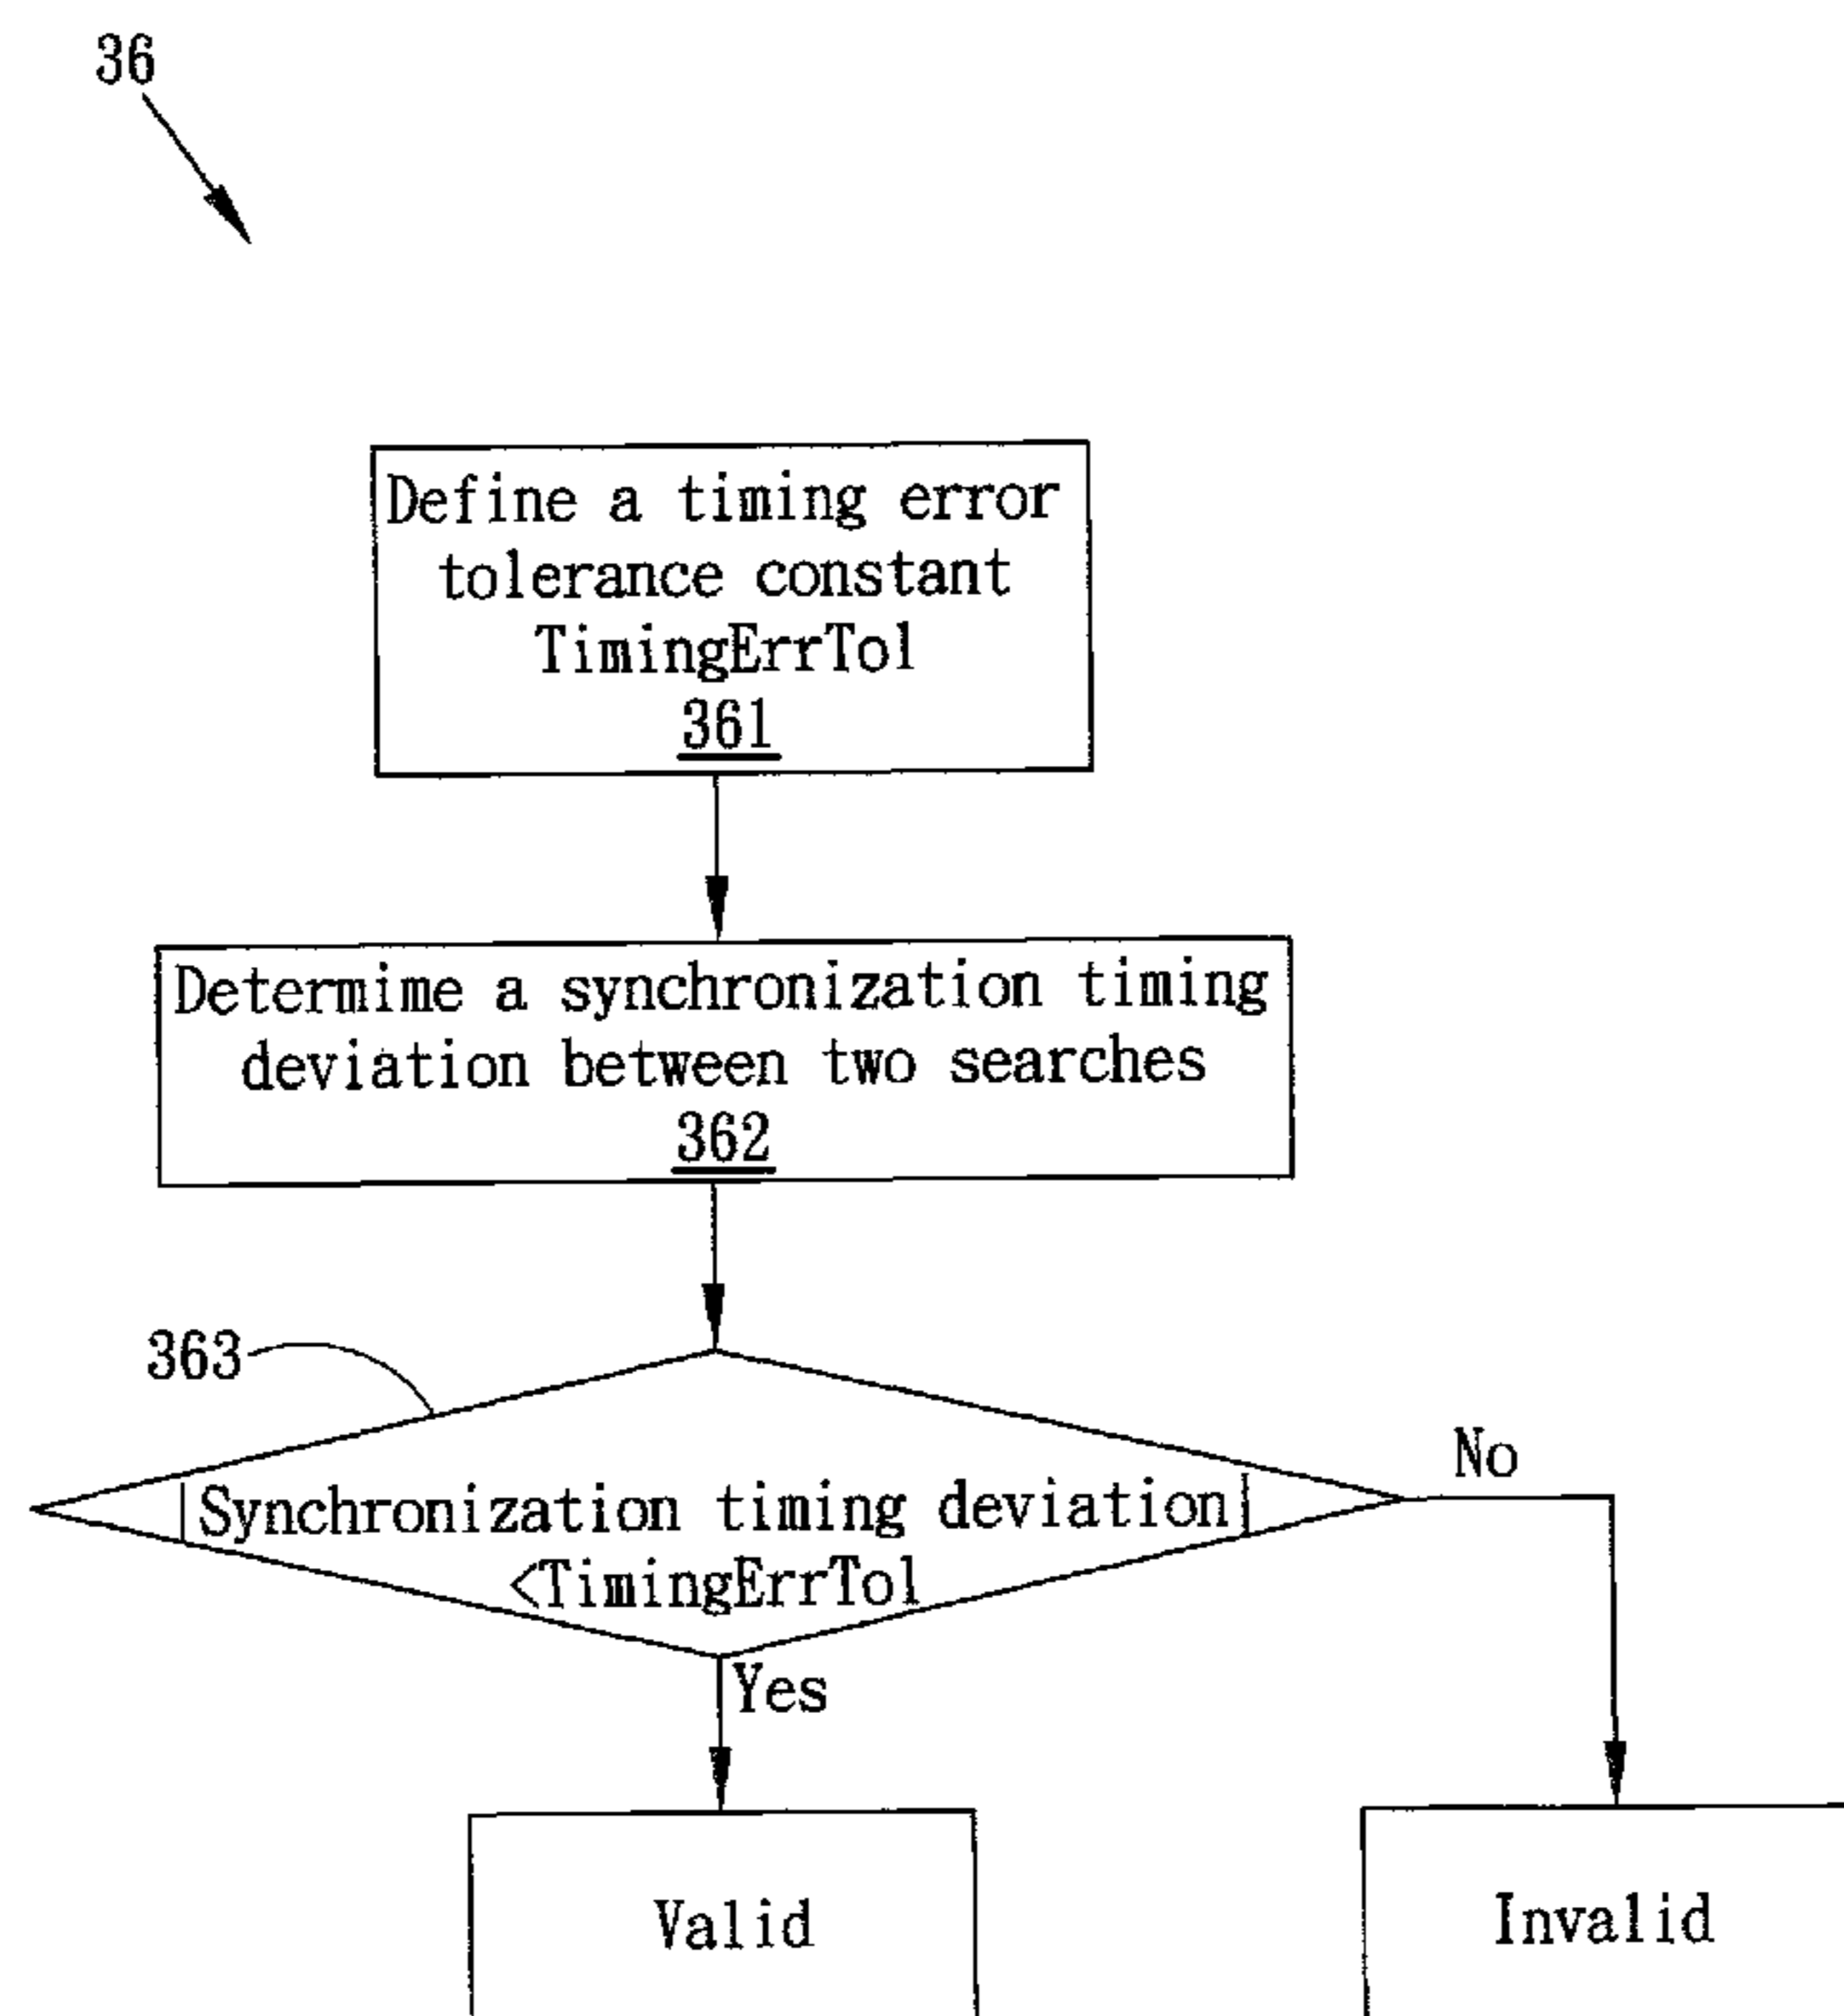 36
Define a timing error
tolerance constant
TimingErrTol
361
Determime a synchronization timing
deviation between two searches
362
363
|Synchronization timing deviation|
<TimingErrTol
No
Yes
Valid
Invalid